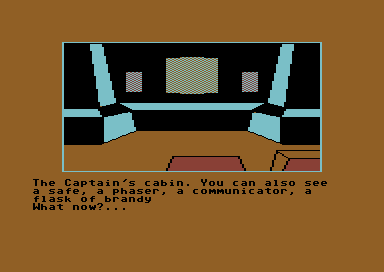 The Captain's cabin. You can also see
a safe, a phaser, a communicator, a
flask of brandy
What now?...